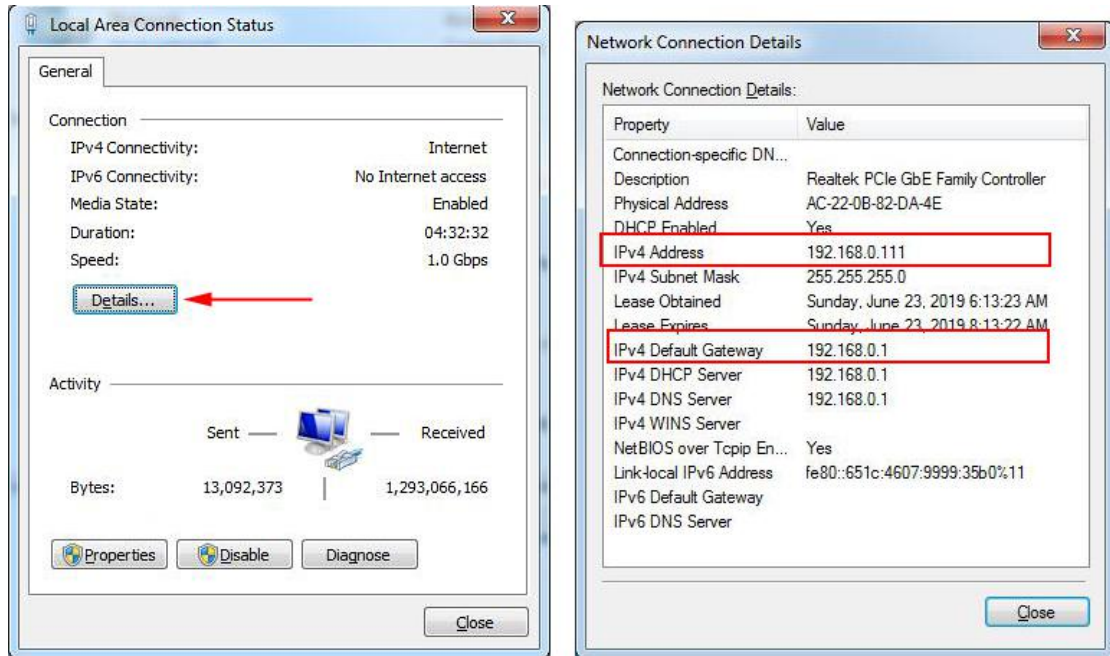 Local Area Connection Status
General
Connection
IPv4 Connectivity: Internet
IPv6 Connectivity: No Internet access
Media State: Enabled
Duration: 04:32:32
Speed: 1.0 Gbps
Details...
Activity
Sent Received
Bytes: 13,092,373 1,293,066,166
Properties Disable Diagnose
Close
Network Connection Details
Network Connection Details:
Property Value
Connection-specific DN...
Description Realtek PCIe GbE Family Controller
Physical Address AC-22-0B-82-DA-4E
DHCP Enabled Yes
IPv4 Address 192.168.0.111
IPv4 Subnet Mask 255.255.255.0
Lease Obtained Sunday, June 23, 2019 6:13:23 AM
Lease Expires Sunday, June 23, 2019 8:13:22 AM
IPv4 Default Gateway 192.168.0.1
IPv4 DHCP Server 192.168.0.1
IPv4 DNS Server 192.168.0.1
IPv4 WINS Server
NetBIOS over Tcpip En... Yes
Link-local IPv6 Address fe80::651c:4607:9999:35b0%11
IPv6 Default Gateway
IPv6 DNS Server
Close